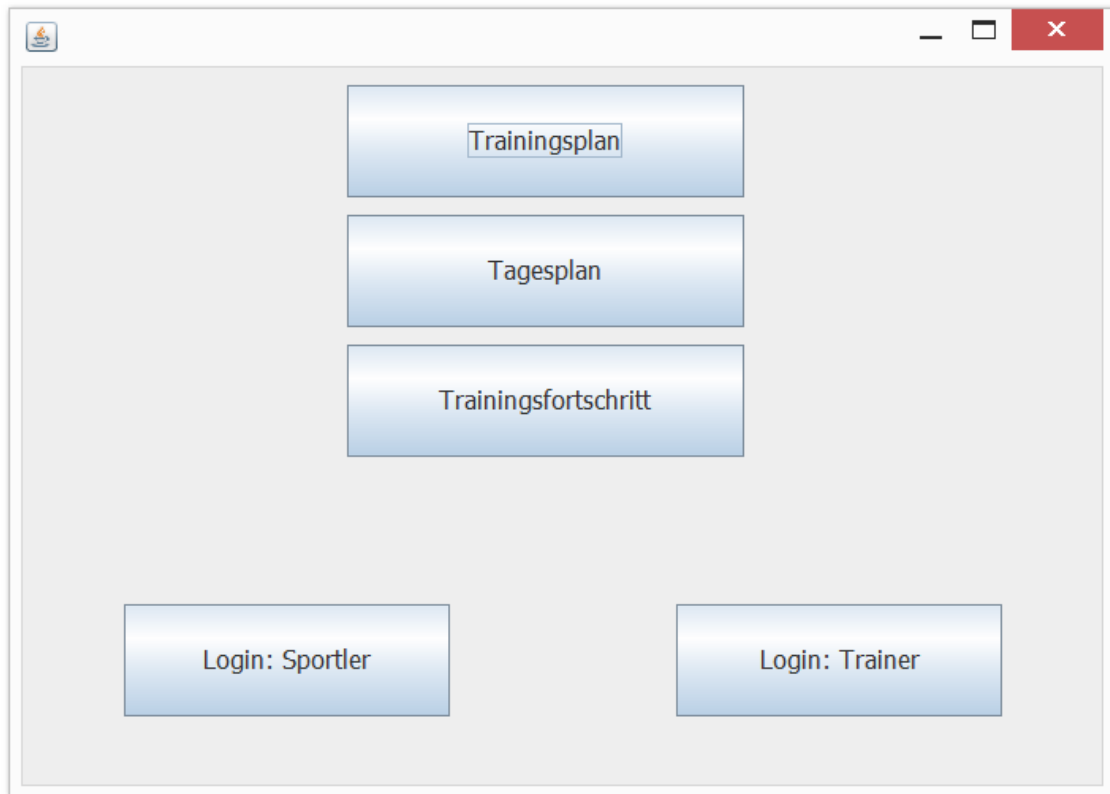 Trainingsplan
Tagesplan
Trainingsfortschritt
Login: Sportler
Login: Trainer